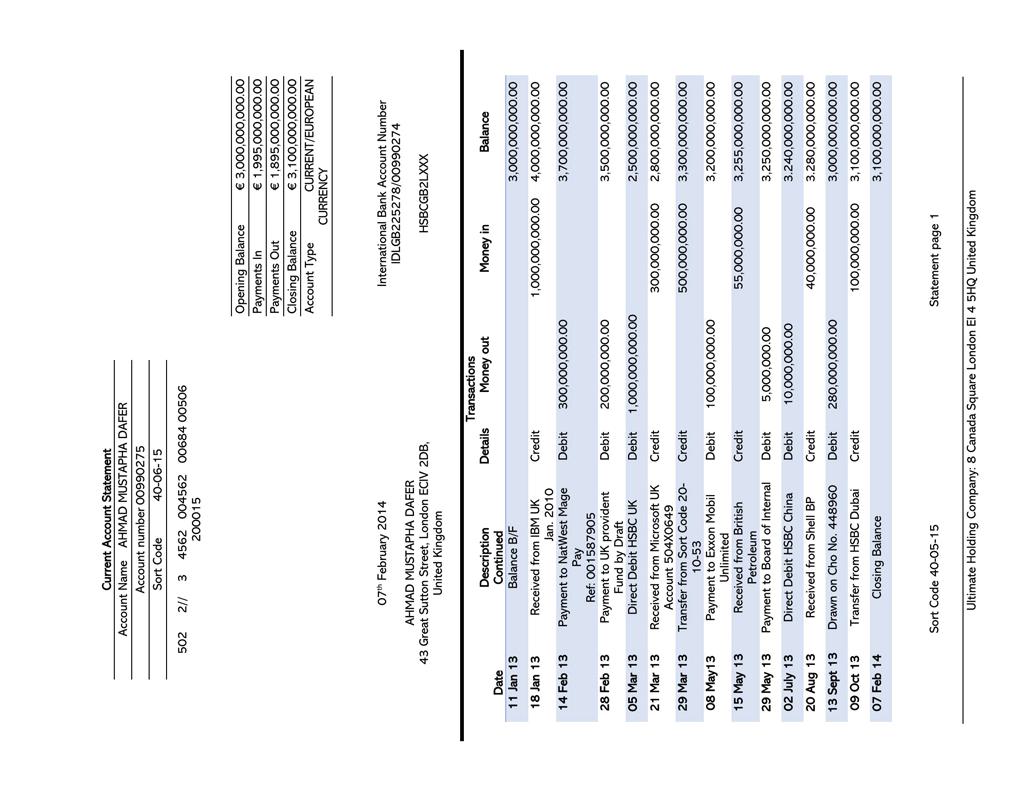 Current Account Statement
Account Name AHMAD MUSTAPHA DAFER
Account number 00990275
Sort Code 40-06-15
502 2// 3 4562 004562 00684 00506
200015
Opening Balance € 3,000,000,000.00
Payments In € 1,995,000,000.00
Payments Out € 1,895,000,000.00
Closing Balance € 3,100,000,000.00
Account Type CURRENT/EUROPEAN
CURRENCY
07th February 2014
AHMAD MUSTAPHA DAFER
43 Great Sutton Street, London ECIV 2DB,
United Kingdom
International Bank Account Number
IDLGB225278/00990274
HSBCGB2LXXX
Transactions
Date Description Details Money out Money in Balance
Continued
11 Jan 13 Balance B/F 3,000,000,000.00
18 Jan 13 Received from IBM UK Credit 1,000,000,000.00 4,000,000,000.00
Jan. 2010
14 Feb 13 Payment to NatWest Mage Debit 300,000,000.00 3,700,000,000.00
Pay
Ref: 001587905
28 Feb 13 Payment to UK provident Debit 200,000,000.00 3,500,000,000.00
Fund by Draft
05 Mar 13 Direct Debit HSBC UK Debit 1,000,000,000.00 2,500,000,000.00
21 Mar 13 Received from Microsoft UK Credit 300,000,000.00 2,800,000,000.00
Account 504X0649
29 Mar 13 Transfer from Sort Code 20- Credit 500,000,000.00 3,300,000,000.00
10-53
08 May13 Payment to Exxon Mobil Debit 100,000,000.00 3,200,000,000.00
Unlimited
15 May 13 Received from British Credit 55,000,000.00 3,255,000,000.00
Petroleum
29 May 13 Payment to Board of Internal Debit 5,000,000.00 3,250,000,000.00
02 July 13 Direct Debit HSBC China Debit 10,000,000.00 3.240,000,000.00
20 Aug 13 Received from Shell BP Credit 40,000,000.00 3.280,000,000.00
13 Sept 13 Drawn on Cho No. 448960 Debit 280,000,000.00 3,000,000,000.00
09 Oct 13 Transfer from HSBC Dubai Credit 100,000,000.00 3,100,000,000.00
07 Feb 14 Closing Balance 3,100,000,000.00
Sort Code 40-05-15 Statement page 1
Ultimate Holding Company: 8 Canada Square London El 4 5HQ United Kingdom